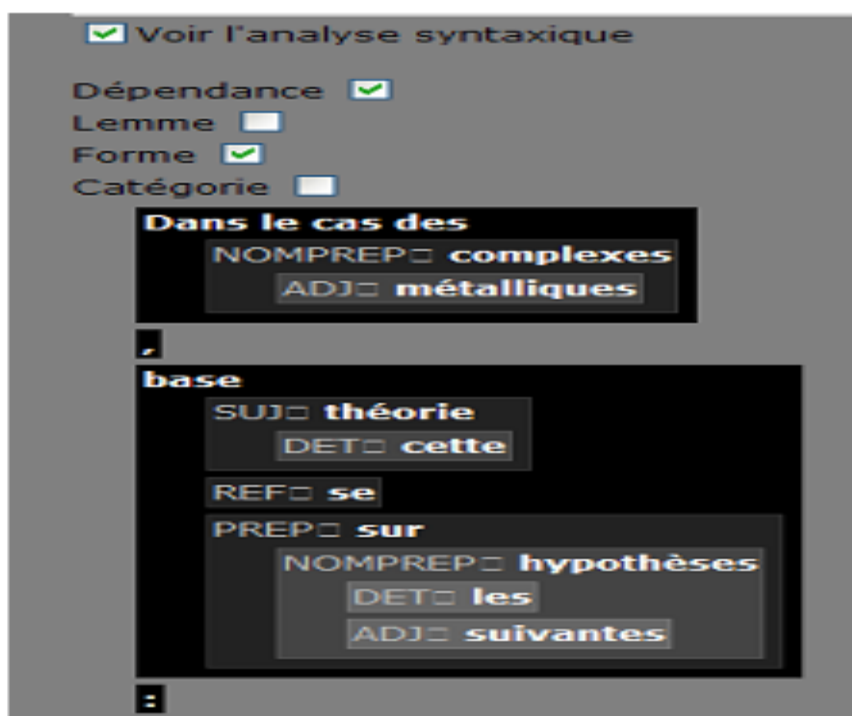 Voir l'analyse syntaxique
Dépendance
Lemme
Forme
Catégorie
Dans le cas des
NOMPREP□ complexes
ADJ□ métalliques
,
base
SUJ□ théorie
DET□ cette
REF□ se
PREP□ sur
NOMPREP□ hypothèses
DET□ les
ADJ□ suivantes
: